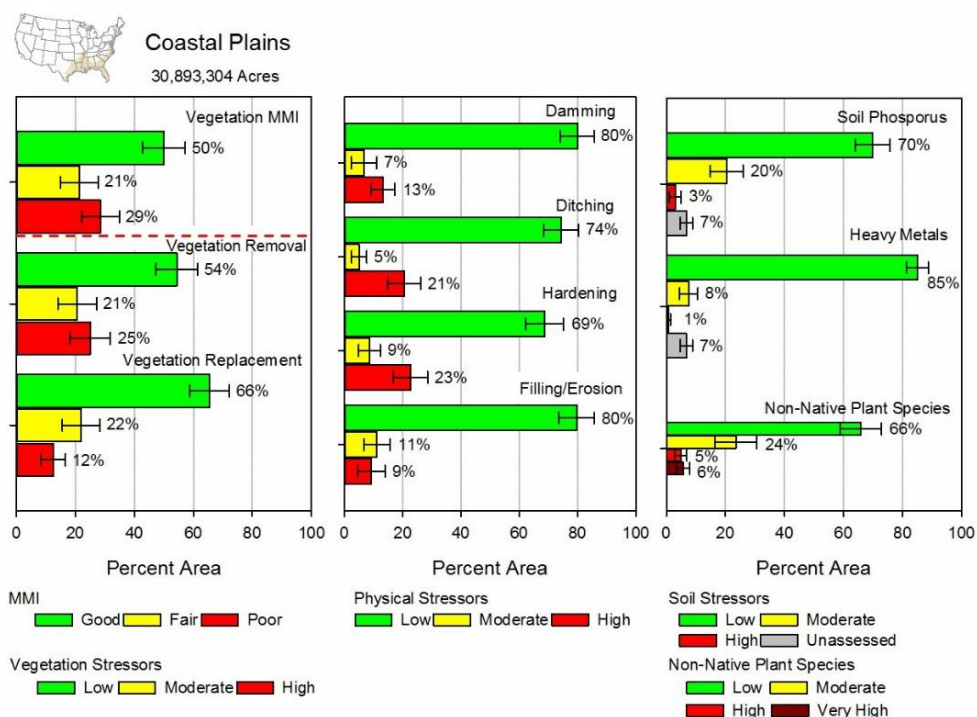 Coastal Plains
30,893,304 Acres
Vegetation MMI
50%
21%
29%
Vegetation Removal
54%
21%
25%
Vegetation Replacement
66%
22%
12%
0 20 40 60 80 100
Percent Area
MMI
Good Fair Poor
Vegetation Stressors
Low Moderate High
Damming
80%
7%
13%
Ditching
74%
5%
21%
Hardening
69%
9%
23%
Filling/Erosion
80%
11%
9%
0 20 40 60 80 100
Percent Area
Physical Stressors
Low Moderate High
Soil Phosporus
70%
20%
3%
7%
Heavy Metals
85%
8%
1%
7%
Non-Native Plant Species
66%
24%
5%
6%
0 20 40 60 80 100
Percent Area
Soil Stressors
Low Moderate
High Unassessed
Non-Native Plant Species
Low Moderate
High Very High